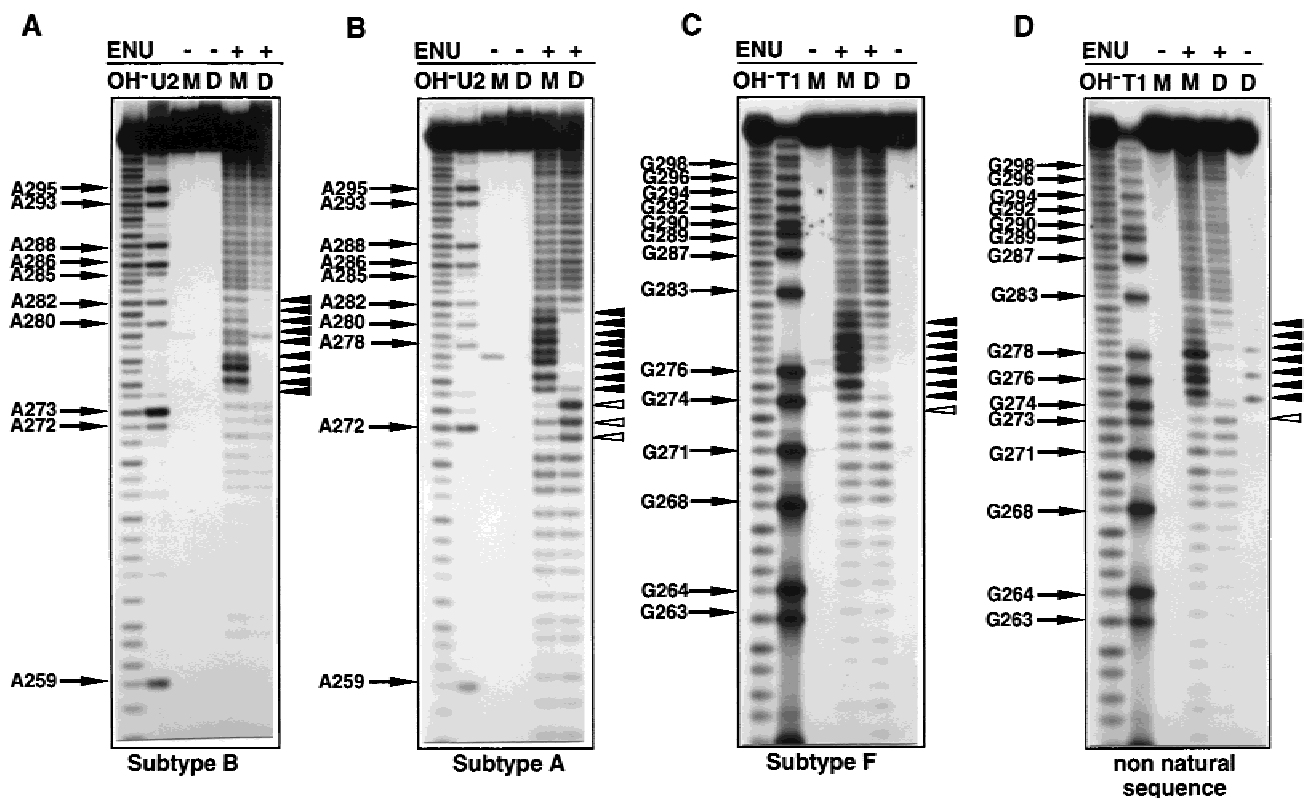 A
ENU - - + +
OH- U2 M D M D
A295
A293
A288
A286
A285
A282
A280
A273
A272
A259
Subtype B
B
ENU - - + +
OH- U2 M D M D
A295
A293
A288
A286
A285
A282
A280
A278
A272
A259
Subtype A
C
ENU - + + -
OH- T1 M M D D
G298
G296
G294
G292
G290
G289
G287
G283
G276
G274
G271
G268
G264
G263
Subtype F
D
ENU - + + -
OH- T1 M M D D
G298
G296
G294
G292
G290
G289
G287
G283
G278
G276
G274
G273
G271
G268
G264
G263
non natural
sequence